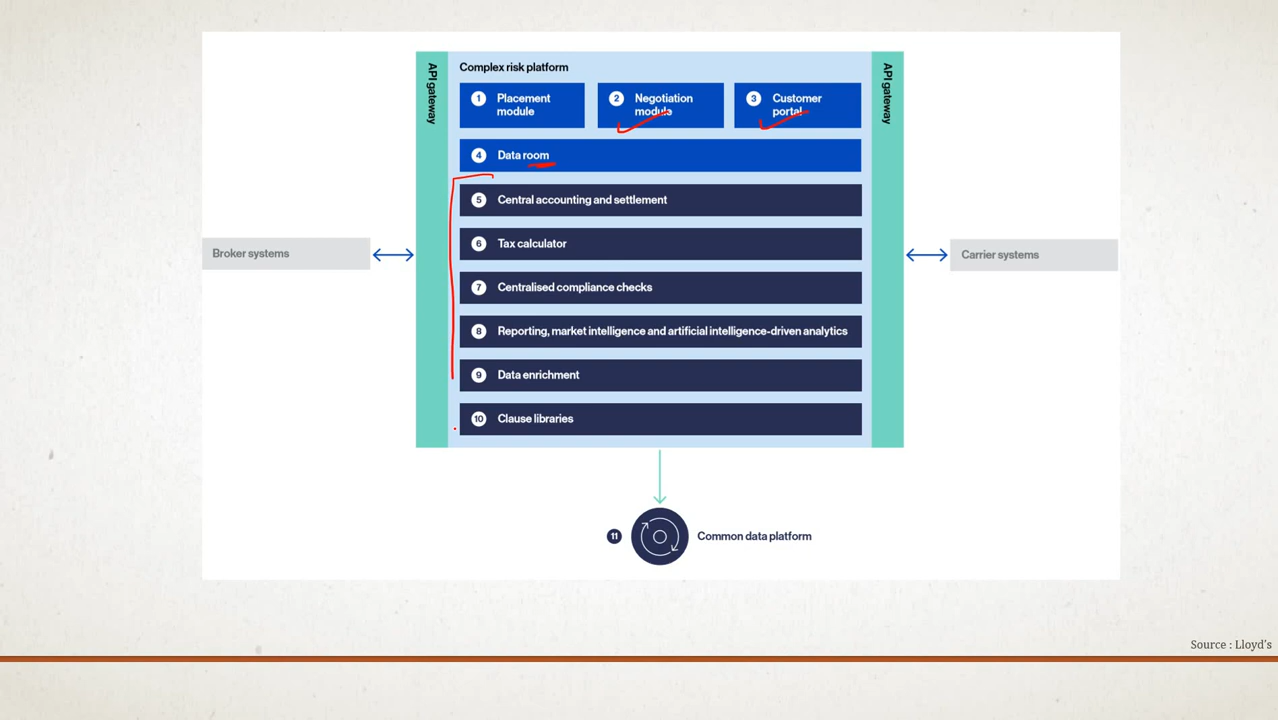 API gateway
Complex risk platform
API gateway
1 Placement
module
2 Negotiation
module
3 Customer
portal
4 Data room
5 Central accounting and settlement
6 Tax calculator
Broker systems
Carrier systems
7 Centralised compliance checks
8 Reporting, market intelligence and artificial intelligence-driven analytics
9 Data enrichment
10 Clause libraries
11 Common data platform
Source : Lloyd's